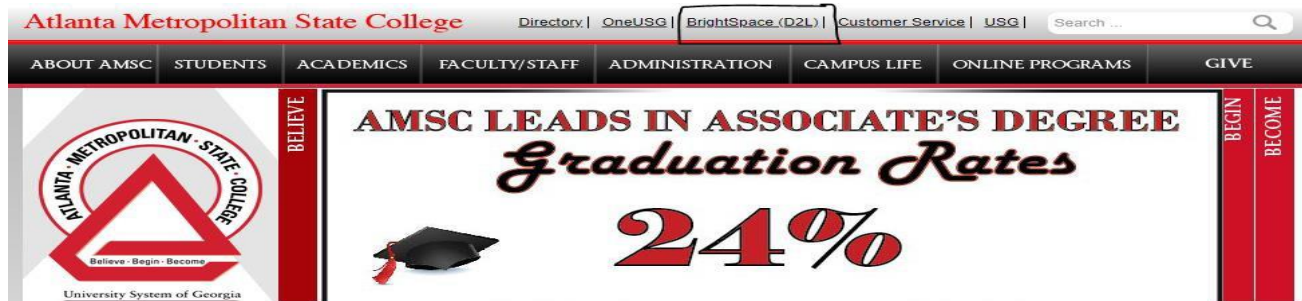 Atlanta Metropolitan State College
Directory | OneUSG | BrightSpace (D2L) | Customer Service | USG |
Search ...
ABOUT AMSC STUDENTS ACADEMICS FACULTY/STAFF ADMINISTRATION CAMPUS LIFE ONLINE PROGRAMS GIVE
ATLANTA · METROPOLITAN · STATE · COLLEGE
Believe - Begin - Become
University System of Georgia
BELIEVE
AMSC LEADS IN ASSOCIATE'S DEGREE
Graduation Rates
24%
BEGIN
BECOME